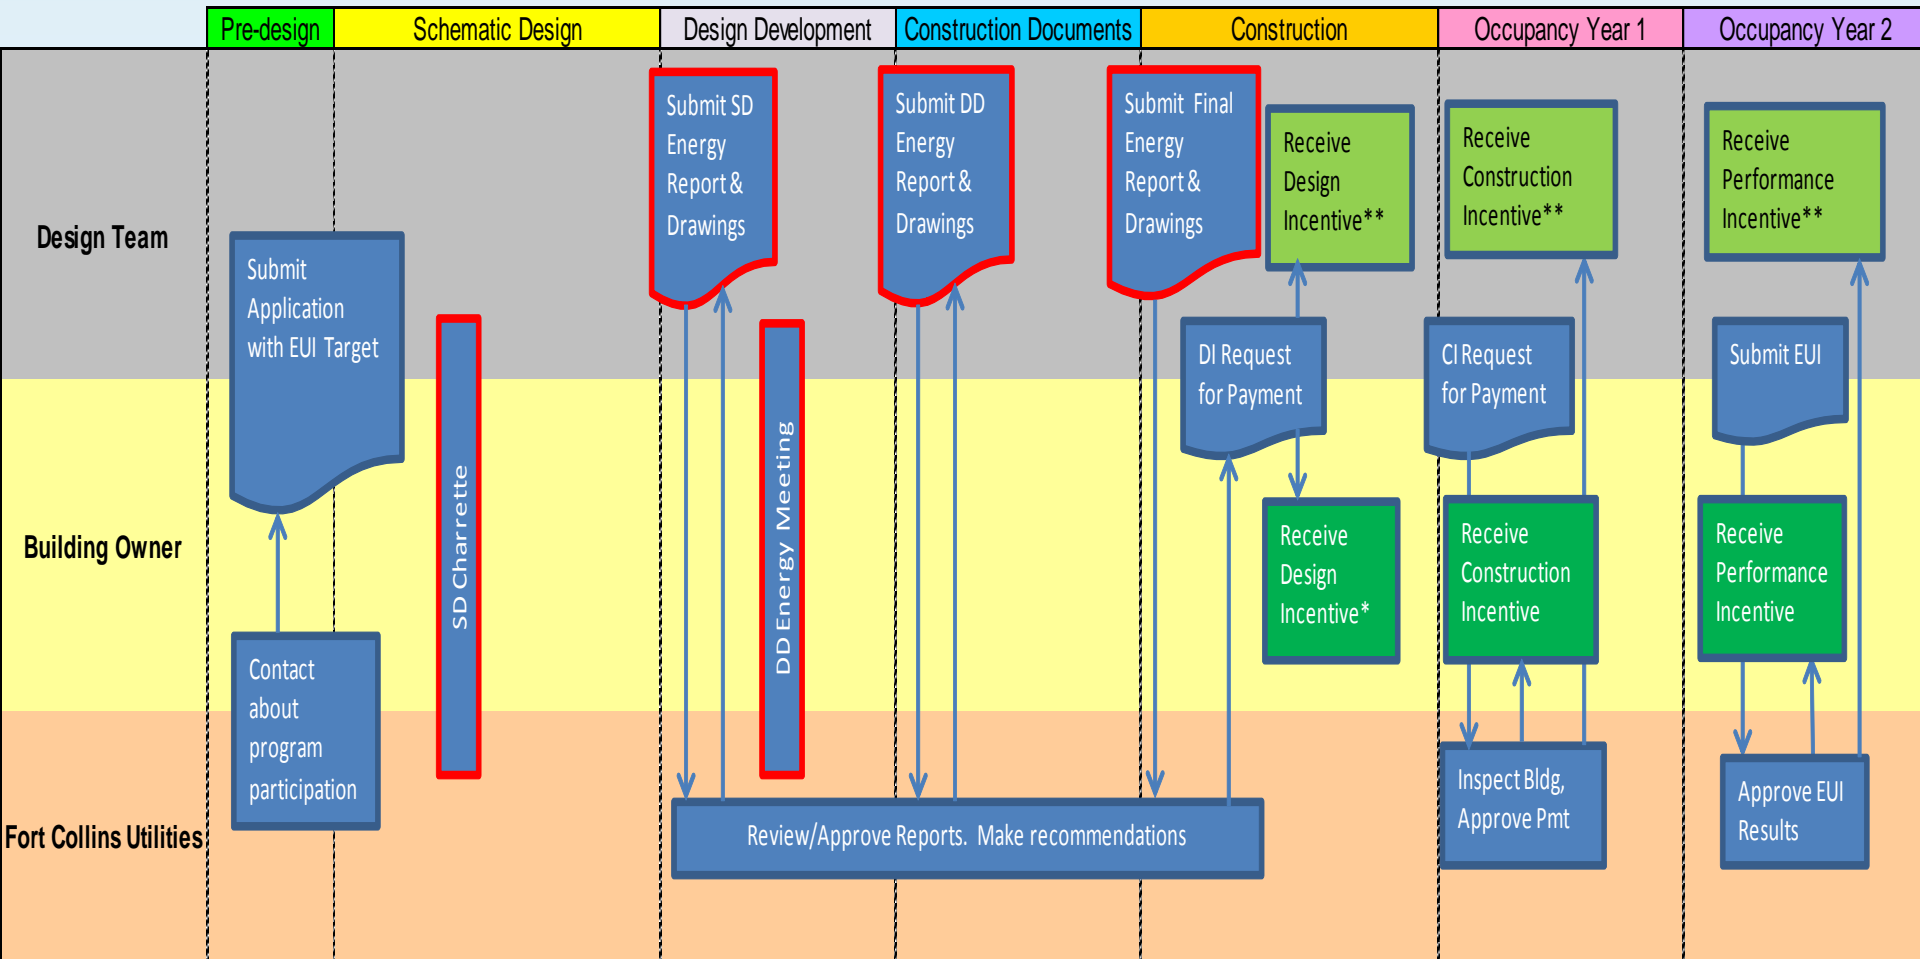 Pre-design
Schematic Design
Design Development
Construction Documents
Construction
Occupancy Year 1
Occupancy Year 2
Design Team
Submit
Application
with EUI Target
Submit SD
Energy
Report &
Drawings
Submit DD
Energy
Report &
Drawings
Submit Final
Energy
Report &
Drawings
Receive
Design
Incentive**
Receive
Construction
Incentive**
Receive
Performance
Incentive**
DI Request
for Payment
CI Request
for Payment
Submit EUI
Building Owner
SD Charrette
DD Energy Meeting
Receive
Design
Incentive*
Receive
Construction
Incentive
Receive
Performance
Incentive
Contact
about
program
participation
Fort Collins Utilities
Review/Approve Reports. Make recommendations
Inspect Bldg,
Approve Pmt
Approve EUI
Results